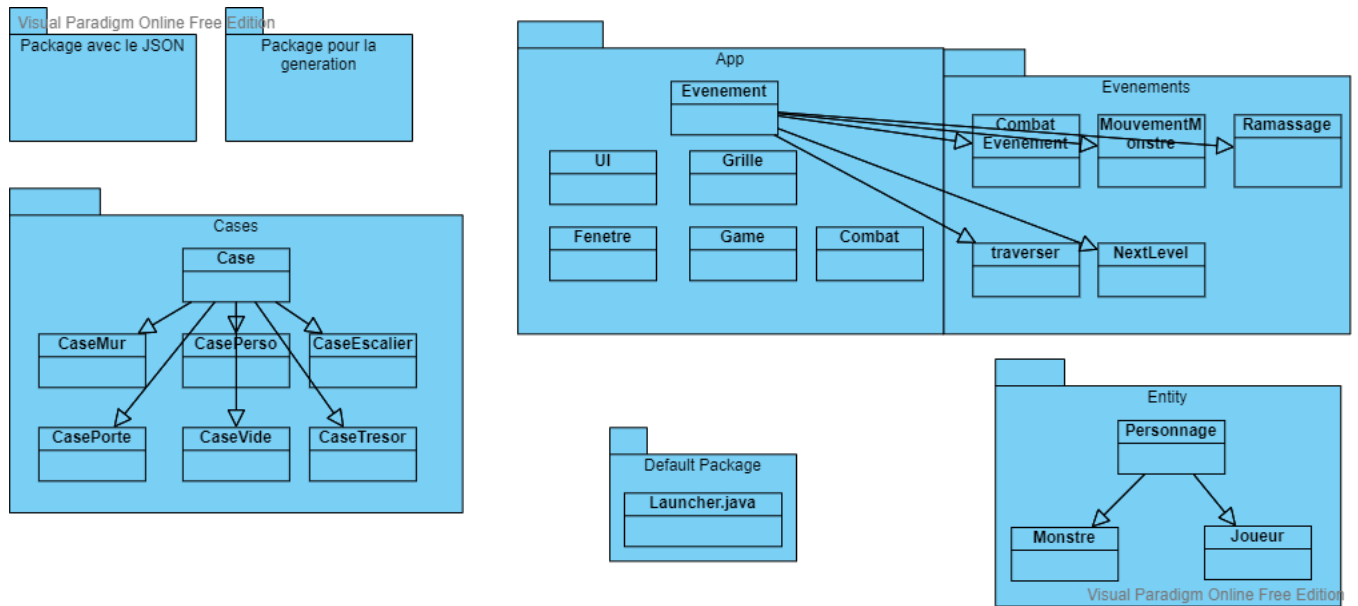 Visual Paradigm Online Free Edition
Package avec le JSON
Package pour la
generation
App
Evenement
UI
Grille
Fenetre
Game
Combat
Evenements
Combat
Evenement
MouvementM
onstre
Ramassage
traverser
NextLevel
Cases
Case
CaseMur
CasePerso
CaseEscalier
CasePorte
CaseVide
CaseTresor
Default Package
Launcher.java
Entity
Personnage
Monstre
Joueur
Visual Paradigm Online Free Edition